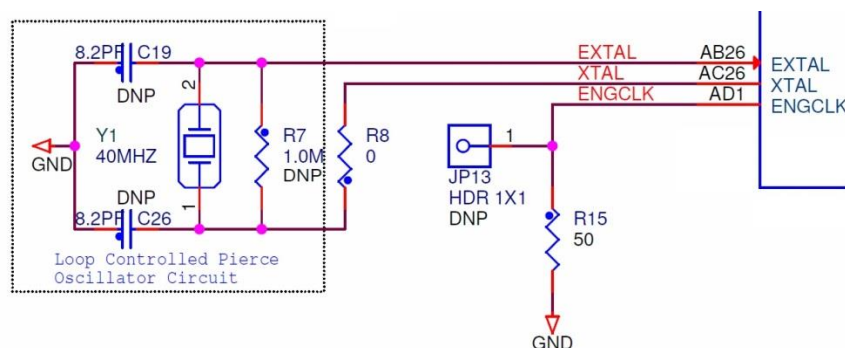 8.2PF C19
DNP
2
Y1
40MHZ
GND
R7
1.0M
DNP
R8
0
1
DNP
8.2PF C26
Loop Controlled Pierce
Oscillator Circuit
EXTAL
AB26
EXTAL
XTAL
AC26
XTAL
ENGCLK
AD1
ENGCLK
1
JP13
HDR 1X1
DNP
R15
50
GND